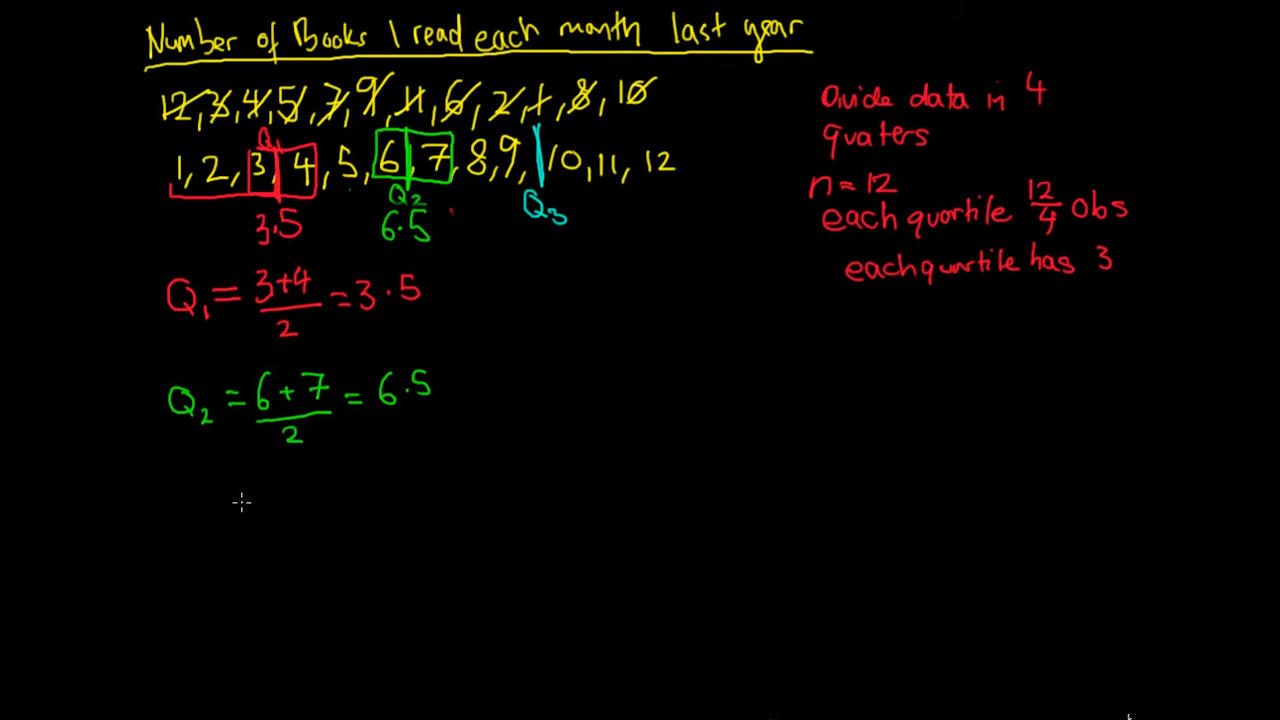 Number of Books I read each month last year
12, 3, 4, 5, 7, 9, 11, 6, 2, 1, 8, 10
Q1
1, 2, 3, 4, 5, 6, 7, 8, 9, 10, 11, 12
Q2
Q3
3.5
6.5
Q1 = 3+4/2 = 3.5
Q2 = 6+7/2 = 6.5
Divide data in 4
quaters
n = 12
each quartile 12/4 obs
each quartile has 3